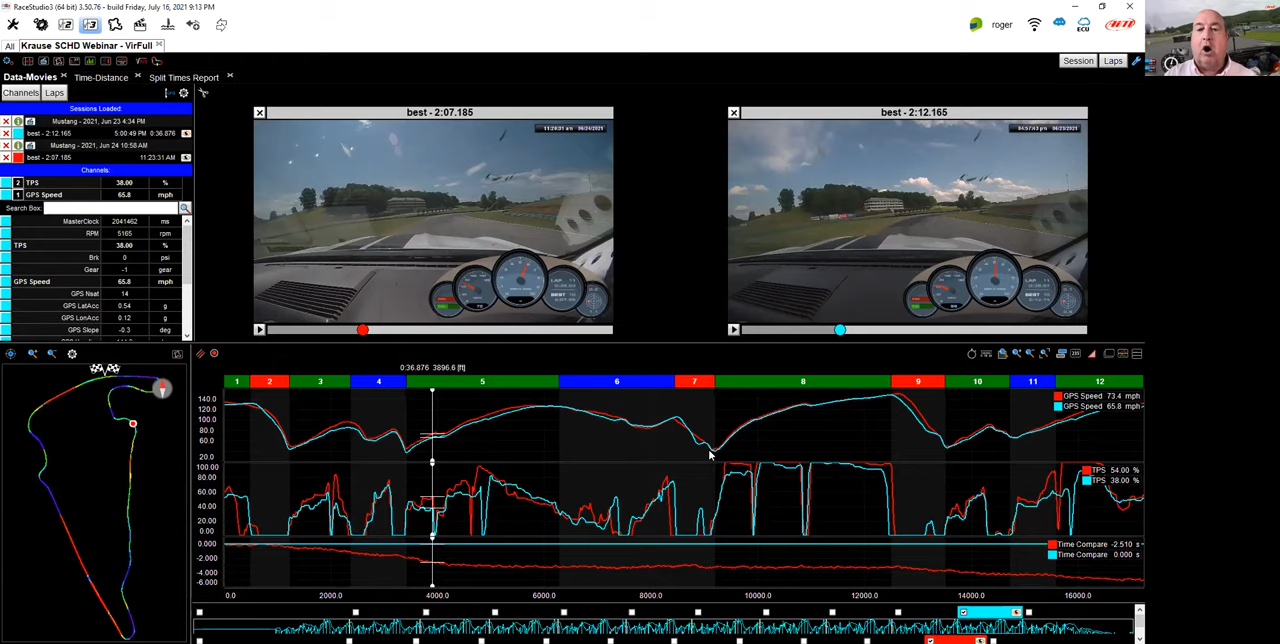 RaceStudio3 (64 bit) 3.50.76 - build Friday, July 16, 2021 9:13 PM
roger
ECU
All Krause SCHD Webinar - VirFull
Session Laps
Data-Movies Time-Distance Split Times Report
Channels Laps
Sessions Loaded:
Mustang - 2021, Jun 23 4:34 PM
best - 2:12.165 5:00:49 PM 0:36.876
Mustang - 2021, Jun 24 10:58 AM
best - 2:07.185 11:23:31 AM
Channels:
2 TPS 38.00 %
1 GPS Speed 65.8 mph
Search Box:
MasterClock 2041462 ms
RPM 5165 rpm
TPS 38.00 %
Brk 0 psi
Gear -1 gear
GPS Speed 65.8 mph
GPS Nsat 14
GPS LatAcc 0.54 g
GPS LonAcc 0.12 g
GPS Slope -0.3 deg
best - 2:07.185
best - 2:12.165
0:36.876 3896.6 [ft]
1 2 3 4 5 6 7 8 9 10 11 12
140.0
120.0
100.0
80.0
60.0
20.0
GPS Speed 73.4 mph
GPS Speed 65.8 mph
100.00
80.00
60.00
40.00
20.00
0.00
TPS 54.00 %
TPS 38.00 %
0.000
-2.000
-4.000
-6.000
Time Compare -2.510 s
Time Compare 0.000 s
0.0 2000.0 4000.0 6000.0 8000.0 10000.0 12000.0 14000.0 16000.0